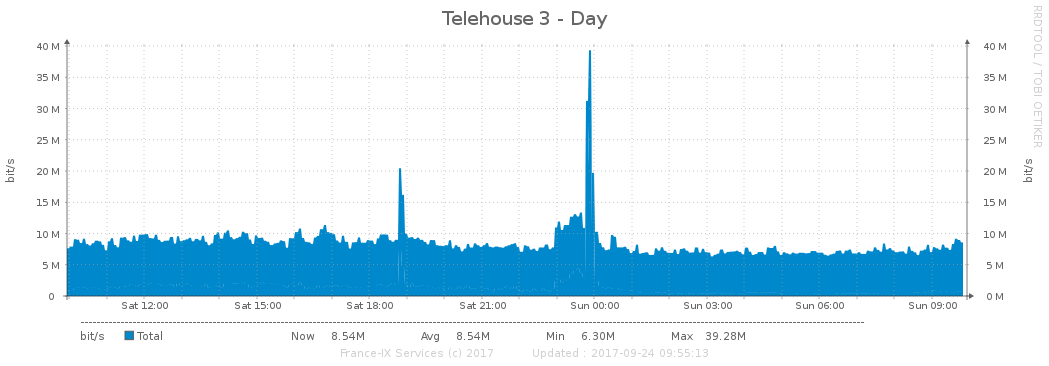 Telehouse 3 - Day
RRDTOOL / TOBI OETIKER
40 M 40 M
35 M 35 M
30 M 30 M
25 M 25 M
20 M 20 M
15 M 15 M
10 M 10 M
5 M 5 M
0 0 M
bit/s
bit/s
Sat 12:00 Sat 15:00 Sat 18:00 Sat 21:00 Sun 00:00 Sun 03:00 Sun 06:00 Sun 09:00
bit/s Total Now 8.54M Avg 8.54M Min 6.30M Max 39.28M
France-IX Services (c) 2017 Updated : 2017-09-24 09:55:13